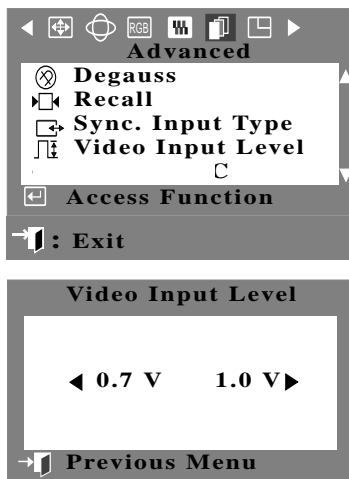 RGB
Advanced
Degauss
Recall
Sync. Input Type
Video Input Level
C
Access Function
: Exit
Video Input Level
0.7 V 1.0 V
Previous Menu